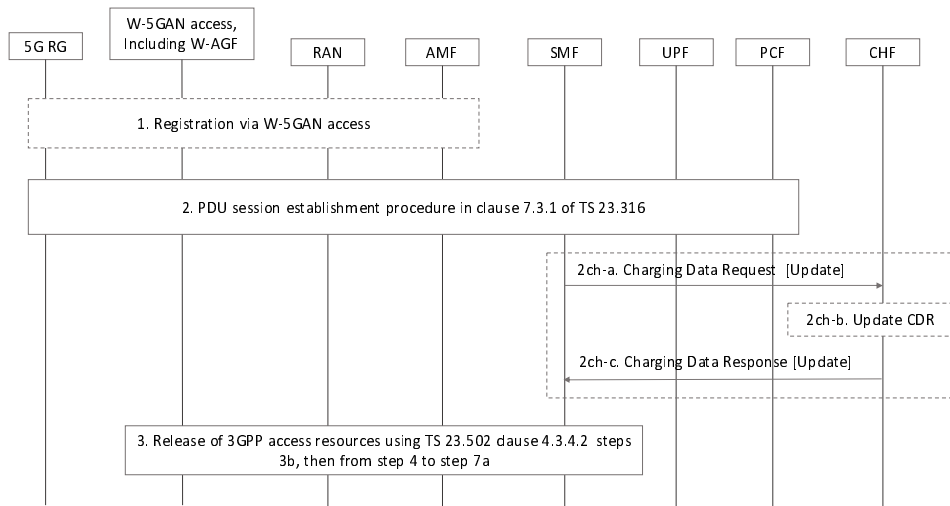 W-5GAN access,
Including W-AGF
5G RG
RAN
AMF
SMF
UPF
PCF
CHF
1. Registration via W-5GAN access
2. PDU session establishment procedure in clause 7.3.1 of TS 23.316
2ch-a. Charging Data Request [Update]
2ch-b. Update CDR
2ch-c. Charging Data Response [Update]
3. Release of 3GPP access resources using TS 23.502 clause 4.3.4.2 steps
3b, then from step 4 to step 7a